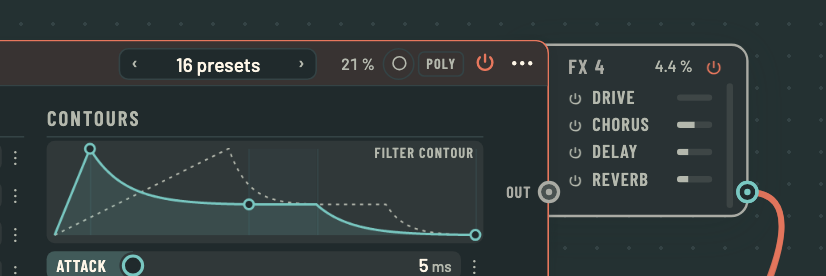 ‹ 16 presets › 21 % POLY
FX 4 4.4 %
DRIVE
CHORUS
DELAY
REVERB
CONTOURS
FILTER CONTOUR
OUT
ATTACK 5 ms